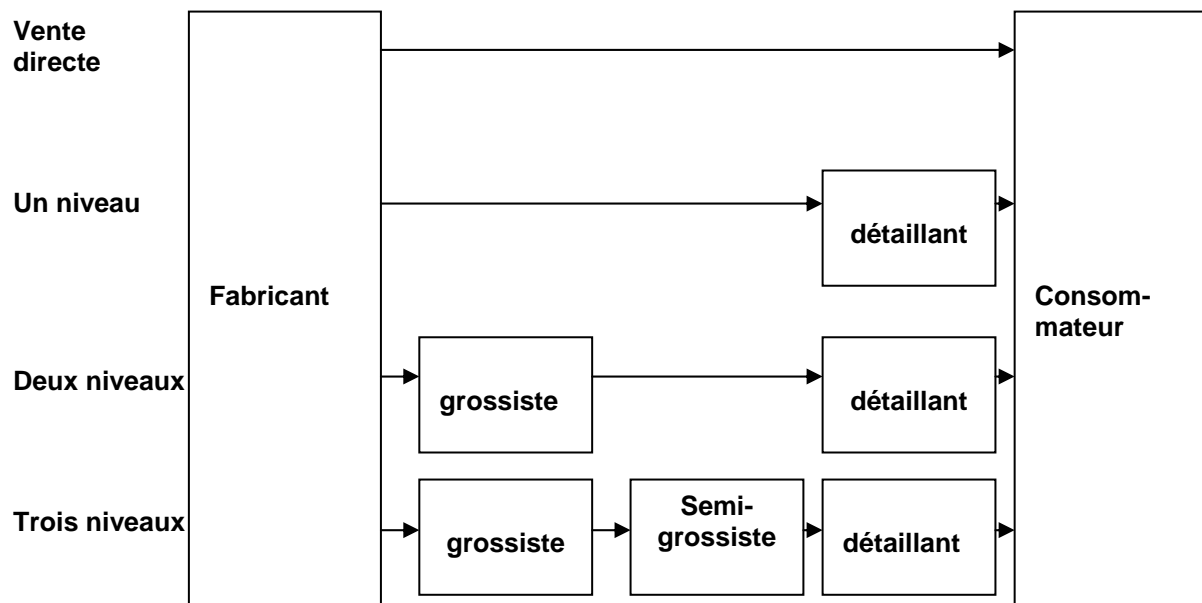 Vente
directe
Un niveau
détaillant
Fabricant
Consom-
mateur
Deux niveaux
grossiste
détaillant
Trois niveaux
grossiste
Semi-
grossiste
détaillant